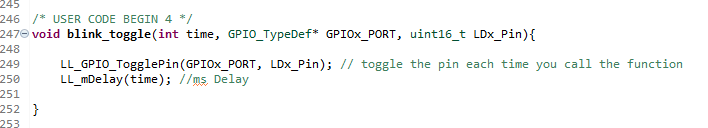 245
246 /* USER CODE BEGIN 4 */
247 void blink_toggle(int time, GPIO_TypeDef* GPIOx_PORT, uint16_t LDx_Pin){
248
249     LL_GPIO_TogglePin(GPIOx_PORT, LDx_Pin); // toggle the pin each time you call the function
250     LL_mDelay(time); //ms Delay
251
252 }
253